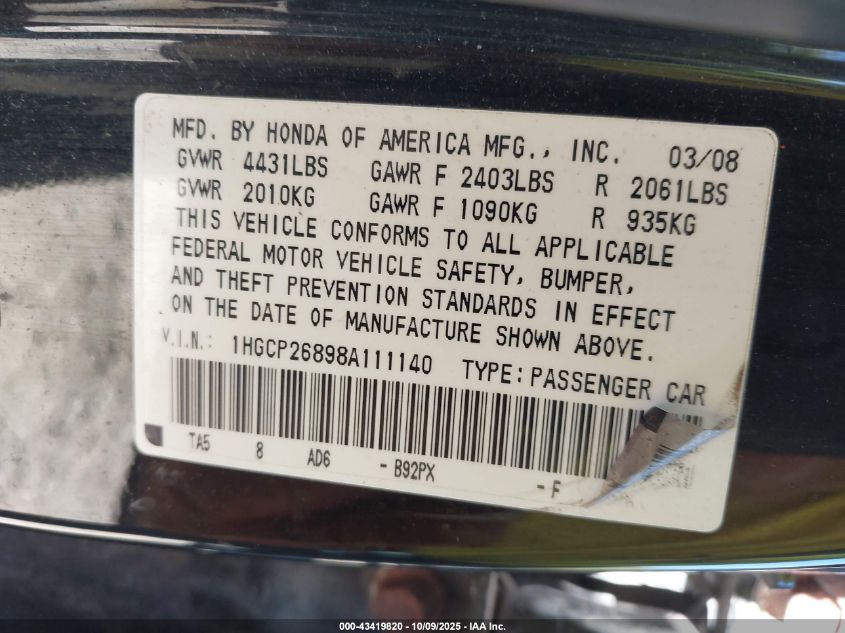 MFD. BY HONDA OF AMERICA MFG., INC. 03/08
GVWR 4431LBS GAWR F 2403LBS R 2061LBS
GVWR 2010KG GAWR F 1090KG R 935KG
THIS VEHICLE CONFORMS TO ALL APPLICABLE
FEDERAL MOTOR VEHICLE SAFETY, BUMPER,
AND THEFT PREVENTION STANDARDS IN EFFECT
ON THE DATE OF MANUFACTURE SHOWN ABOVE.
V.I.N.: 1HGCP26898A111140 TYPE: PASSENGER CAR
TA5 8 AD6 - B92PX - F
000-43419820 - 10/09/2025 - IAA Inc.